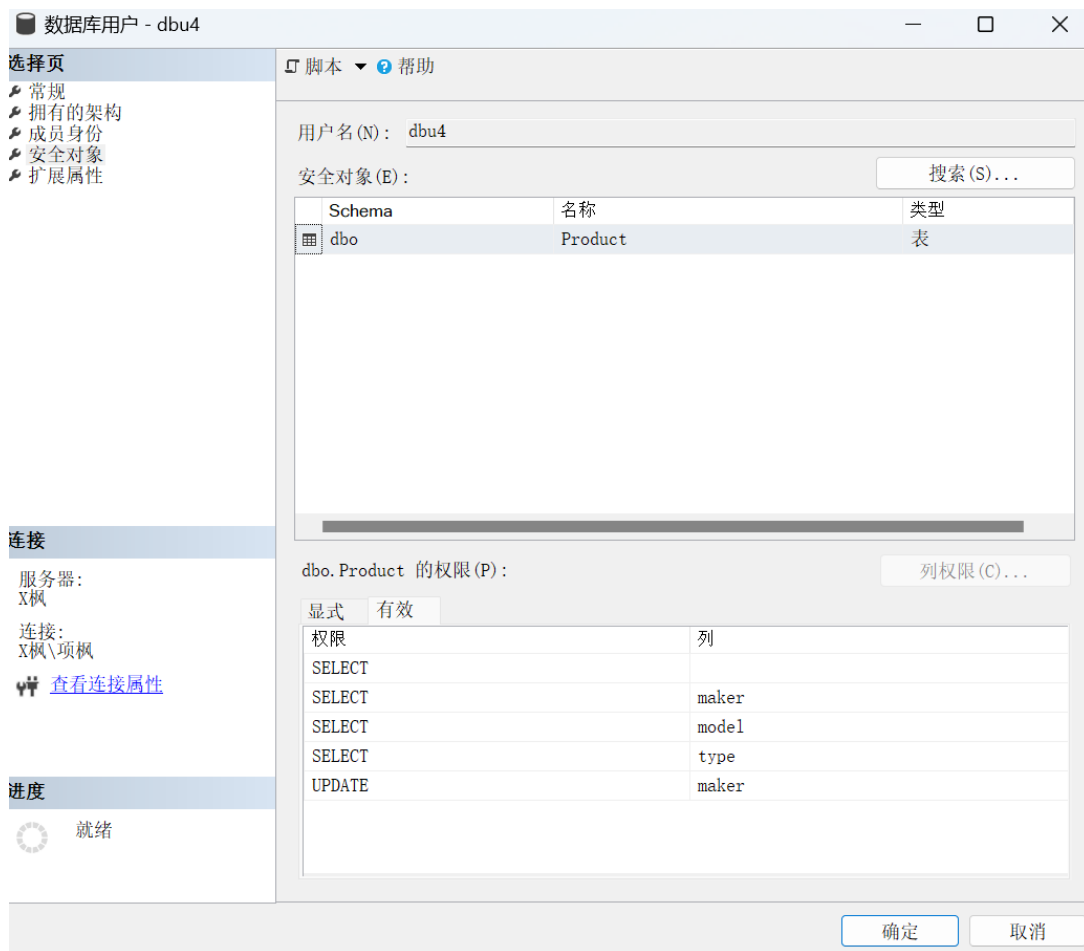 数据库用户 - dbu4
选择页
常规
拥有的架构
成员身份
安全对象
扩展属性
脚本 帮助
用户名(N): dbu4
安全对象(E):
搜索(S)...
Schema 名称 类型
dbo Product 表
连接
服务器:
X枫
连接:
X枫\项枫
查看连接属性
进度
就绪
dbo.Product 的权限(P):
列权限(C)...
显式 有效
权限 列
SELECT
SELECT maker
SELECT model
SELECT type
UPDATE maker
确定 取消